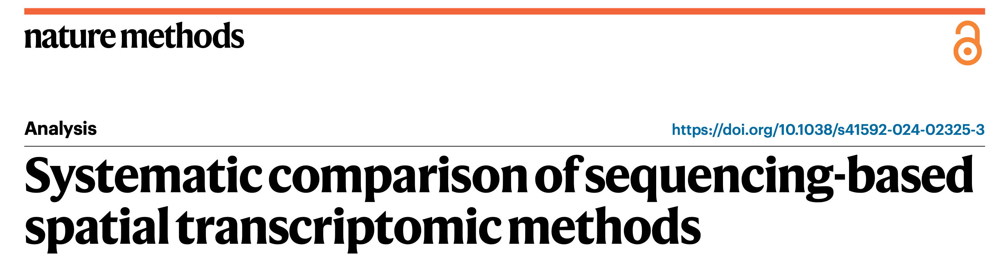 nature methods
Analysis
https://doi.org/10.1038/s41592-024-02325-3
Systematic comparison of sequencing-based
spatial transcriptomic methods